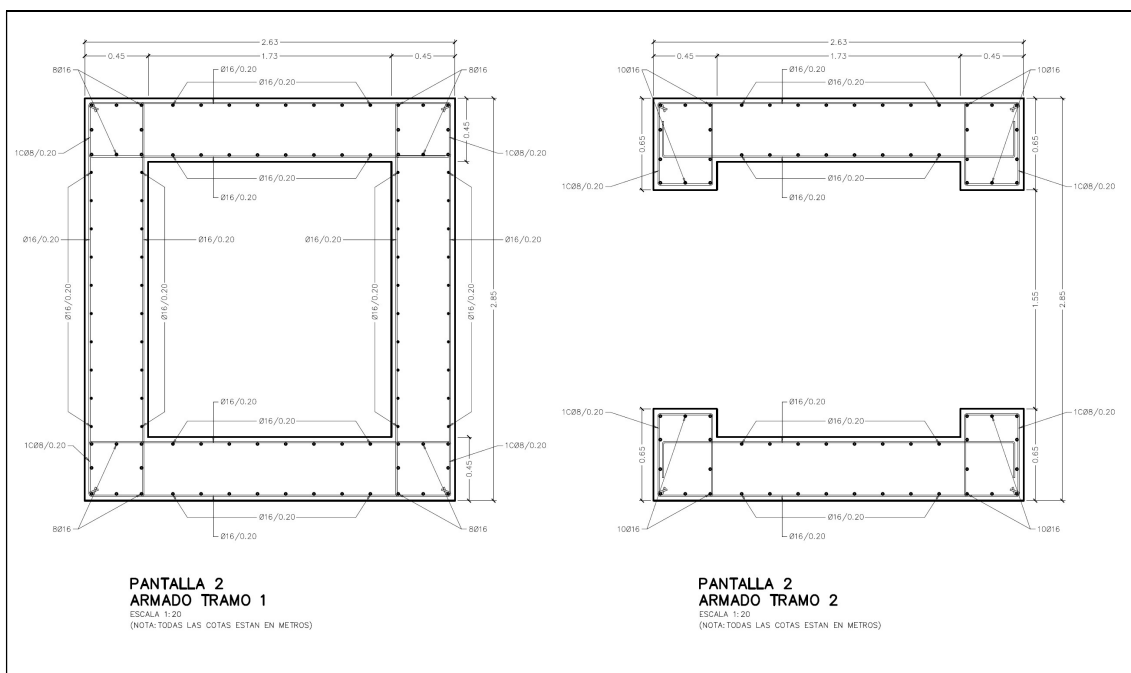 2.63
0.45
1.73
0.45
8Ø16
Ø16/0.20
8Ø16
Ø16/0.20
0.45
1CØ8/0.20
1CØ8/0.20
Ø16/0.20
Ø16/0.20
Ø16/0.20
Ø16/0.20
Ø16/0.20
Ø16/0.20
Ø16/0.20
Ø16/0.20
Ø16/0.20
Ø16/0.20
2.85
Ø16/0.20
Ø16/0.20
1CØ8/0.20
1CØ8/0.20
0.45
Ø16/0.20
8Ø16
8Ø16
Ø16/0.20
PANTALLA 2
ARMADO TRAMO 1
ESCALA 1:20
(NOTA:TODAS LAS COTAS ESTAN EN METROS)
2.63
0.45
1.73
0.45
10Ø16
Ø16/0.20
10Ø16
Ø16/0.20
0.65
0.65
1CØ8/0.20
Ø16/0.20
1CØ8/0.20
Ø16/0.20
1.55
2.85
Ø16/0.20
1CØ8/0.20
1CØ8/0.20
Ø16/0.20
0.65
0.65
Ø16/0.20
10Ø16
10Ø16
Ø16/0.20
PANTALLA 2
ARMADO TRAMO 2
ESCALA 1:20
(NOTA:TODAS LAS COTAS ESTAN EN METROS)